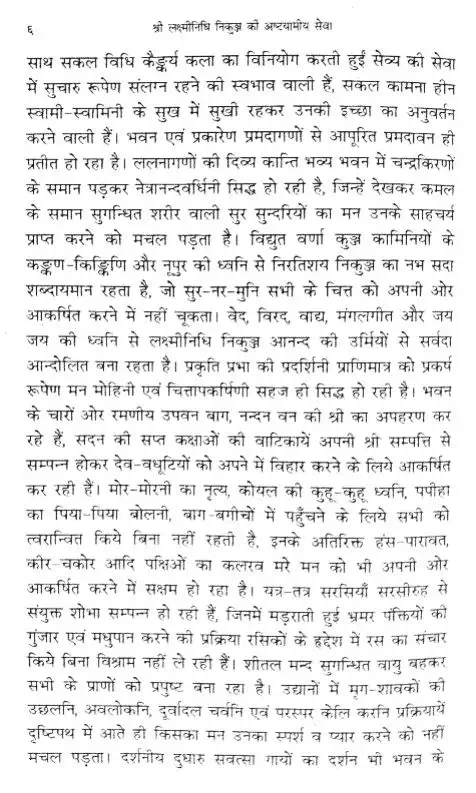 ६ श्री लक्ष्मीनिधि निकुञ्ज की अष्टयामीय सेवा
साथ सकल विधि कैङ्कर्य कला का विनियोग करती हुईं सेव्य की सेवा
में सुचारु रूपेण संलग्न रहने की स्वभाव वाली हैं, सकल कामना हीन
स्वामी-स्वामिनी के सुख में सुखी रहकर उनकी इच्छा का अनुवर्तन
करने वाली हैं। भवन एवं प्रकारेण प्रमदागणों से आपूरित प्रमदावन ही
प्रतीत हो रहा है। ललनागणों की दिव्य कान्ति भव्य भवन में चन्द्रकिरणों
के समान पड़कर नेत्रानन्दवर्धिनी सिद्ध हो रही है, जिन्हें देखकर कमल
के समान सुगन्धित शरीर वाली सुर सुन्दरियों का मन उनके साहचर्य
प्राप्त करने को मचल पड़ता है। विद्युत वर्णा कुञ्ज कामिनियों के
कङ्कण-किङ्किणि और नूपुर की ध्वनि से निरतिशय निकुञ्ज का नभ सदा
शब्दायमान रहता है, जो सुर-नर-मुनि सभी के चित्त को अपनी ओर
आकर्षित करने में नहीं चूकता। वेद, विरद, वाद्य, मंगलगीत और जय
जय की ध्वनि से लक्ष्मीनिधि निकुञ्ज आनन्द की उर्मियों से सर्वदा
आन्दोलित बना रहता है। प्रकृति प्रभा की प्रदर्शिनी प्राणिमात्र को प्रकर्ष
रूपेण मन मोहिनी एवं चित्तापकर्षिणी सहज ही सिद्ध हो रही है। भवन
के चारों ओर रमणीय उपवन बाग, नन्दन वन की श्री का अपहरण कर
रहे हैं, सदन की सप्त कक्षाओं की वाटिकायें अपनी श्री सम्पत्ति से
सम्पन्न होकर देव-वधूटियों को अपने में विहार करने के लिये आकर्षित
कर रही हैं। मोर-मोरनी का नृत्य, कोयल की कुहू-कुहू ध्वनि, पपीहा
का पिया-पिया बोलनी, बाग-बगीचों में पहुँचने के लिये सभी को
त्वरान्वित किये बिना नहीं रहती है, इनके अतिरिक्त हंस-पारावत,
कीर-चकोर आदि पक्षिओं का कलरव मरे मन को भी अपनी ओर
आकर्षित करने में सक्षम हो रहा है। यत्र-तत्र सरसियाँ सरसीरुह से
संयुक्त शोभा सम्पन्न हो रही हैं, जिनमें मड़राती हुई भ्रमर पंक्तियों की
गुंजार एवं मधुपान करने की प्रक्रिया रसिकों के हृद्देश में रस का संचार
किये बिना विश्राम नहीं ले रही हैं। शीतल मन्द सुगन्धित वायु बहकर
सभी के प्राणों को प्रपुष्ट बना रहा है। उद्यानों में मृग-शावकों की
उछलनि, अवलोकनि, दूर्वादल चर्वनि एवं परस्पर केलि करनि प्रक्रियायें
दृष्टिपथ में आते ही किसका मन उनका स्पर्श व प्यार करने को नहीं
मचल पड़ता। दर्शनीय दुधारु सवत्सा गायों का दर्शन भी भवन के